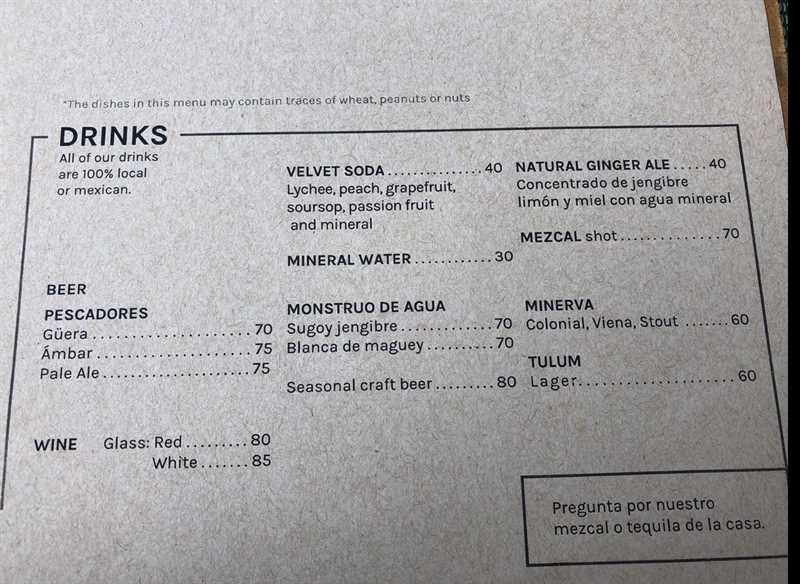 *The dishes in this menu may contain traces of wheat, peanuts or nuts
DRINKS
All of our drinks
are 100% local
or mexican.
VELVET SODA ............... 40
Lychee, peach, grapefruit,
soursop, passion fruit
and mineral
MINERAL WATER ............ 30
NATURAL GINGER ALE ..... 40
Concentrado de jengibre
limón y miel con agua mineral
MEZCAL shot............... 70
BEER
PESCADORES
Güera ..................... 70
Ámbar .................... 75
Pale Ale................... 75
MONSTRUO DE AGUA
Sugoy jengibre ............. 70
Blanca de maguey .......... 70
Seasonal craft beer ......... 80
MINERVA
Colonial, Viena, Stout ....... 60
TULUM
Lager...................... 60
WINE Glass: Red ......... 80
White ....... 85
Pregunta por nuestro
mezcal o tequila de la casa.